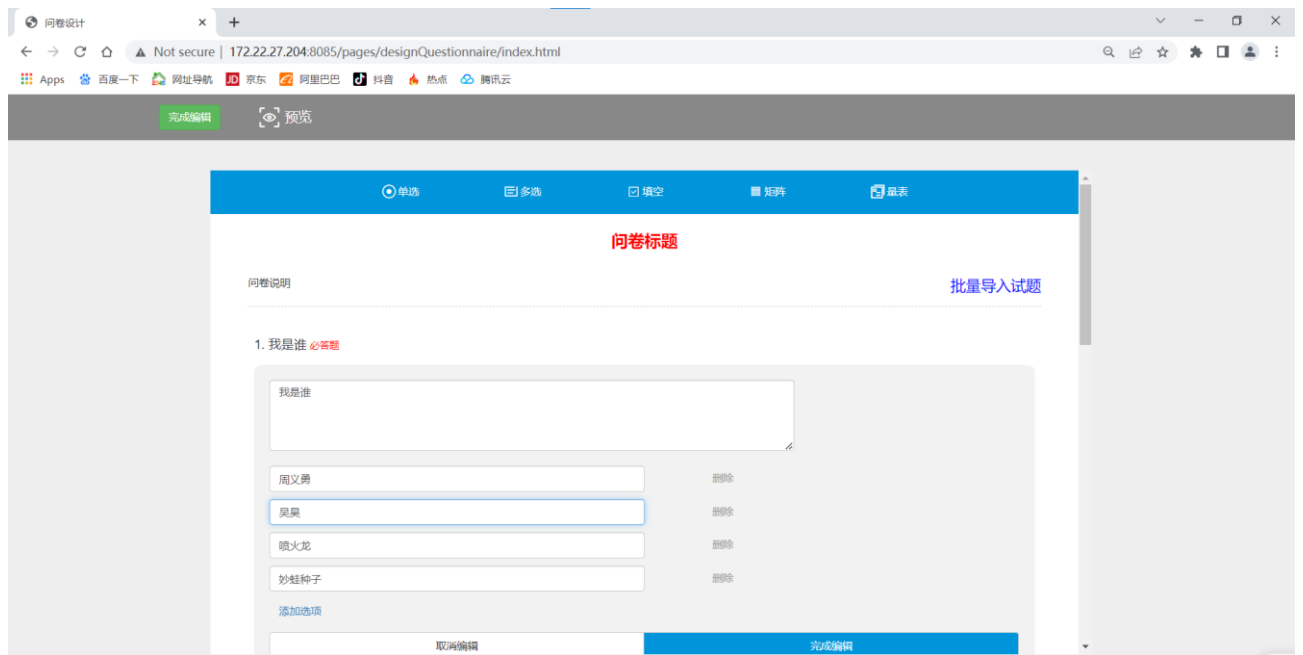 问卷设计
Not secure | 172.22.27.204:8085/pages/designQuestionnaire/index.html
Apps 百度一下 网址导航 JD 京东 阿里巴巴 抖音 热点 腾讯云
完成编辑 预览
单选 多选 填空 矩阵 量表
问卷标题
问卷说明
批量导入试题
1. 我是谁 必答题
我是谁
周义勇 删除
吴昊 删除
喷火龙 删除
妙蛙种子 删除
添加选项
取消编辑 完成编辑